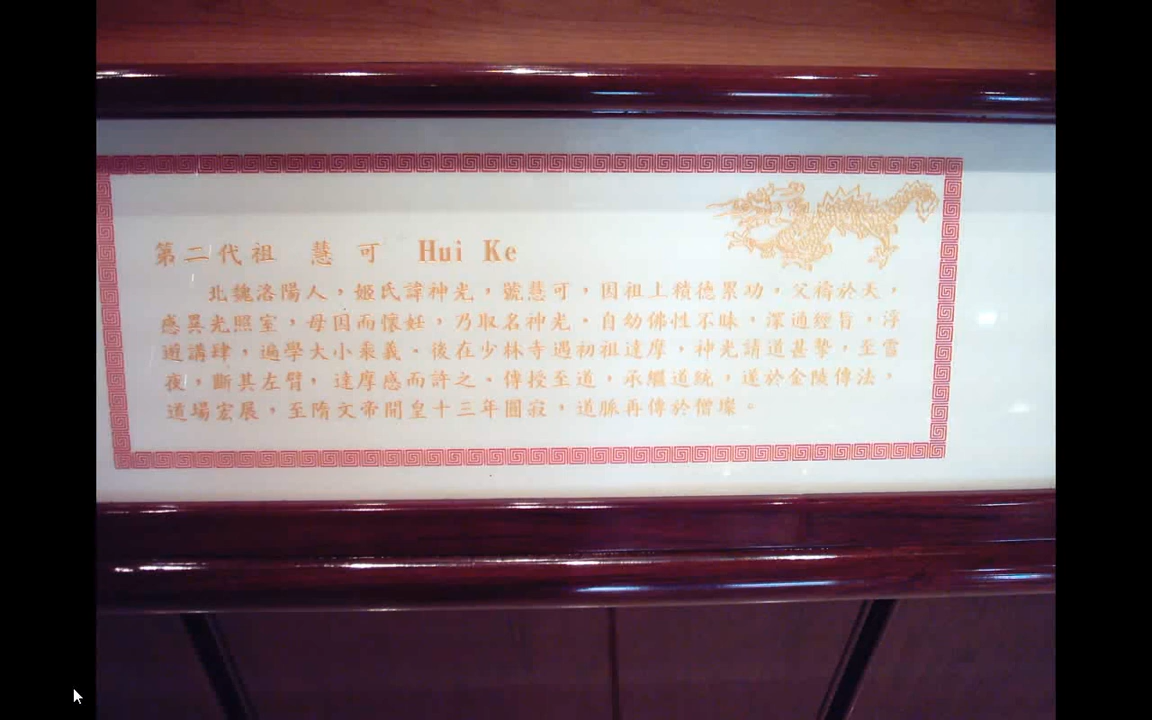 第二代祖 慧 可 Hui Ke
北魏洛陽人，姬氏諱神光，號慧可，因祖上積德累功，父禱於天，
感異光照室，母因而懷妊，乃取名神光。自幼佛性不昧，深通經旨，浮
遊講肆，遍學大小乘義。後在少林寺遇初祖達摩，神光請道甚摯，至雪
夜，斷其左臂，達摩感而許之、傳授至道，承繼道統，遂於金陵傳法，
道場宏展，至隋文帝開皇十三年圓寂，道脈再傳於僧璨。